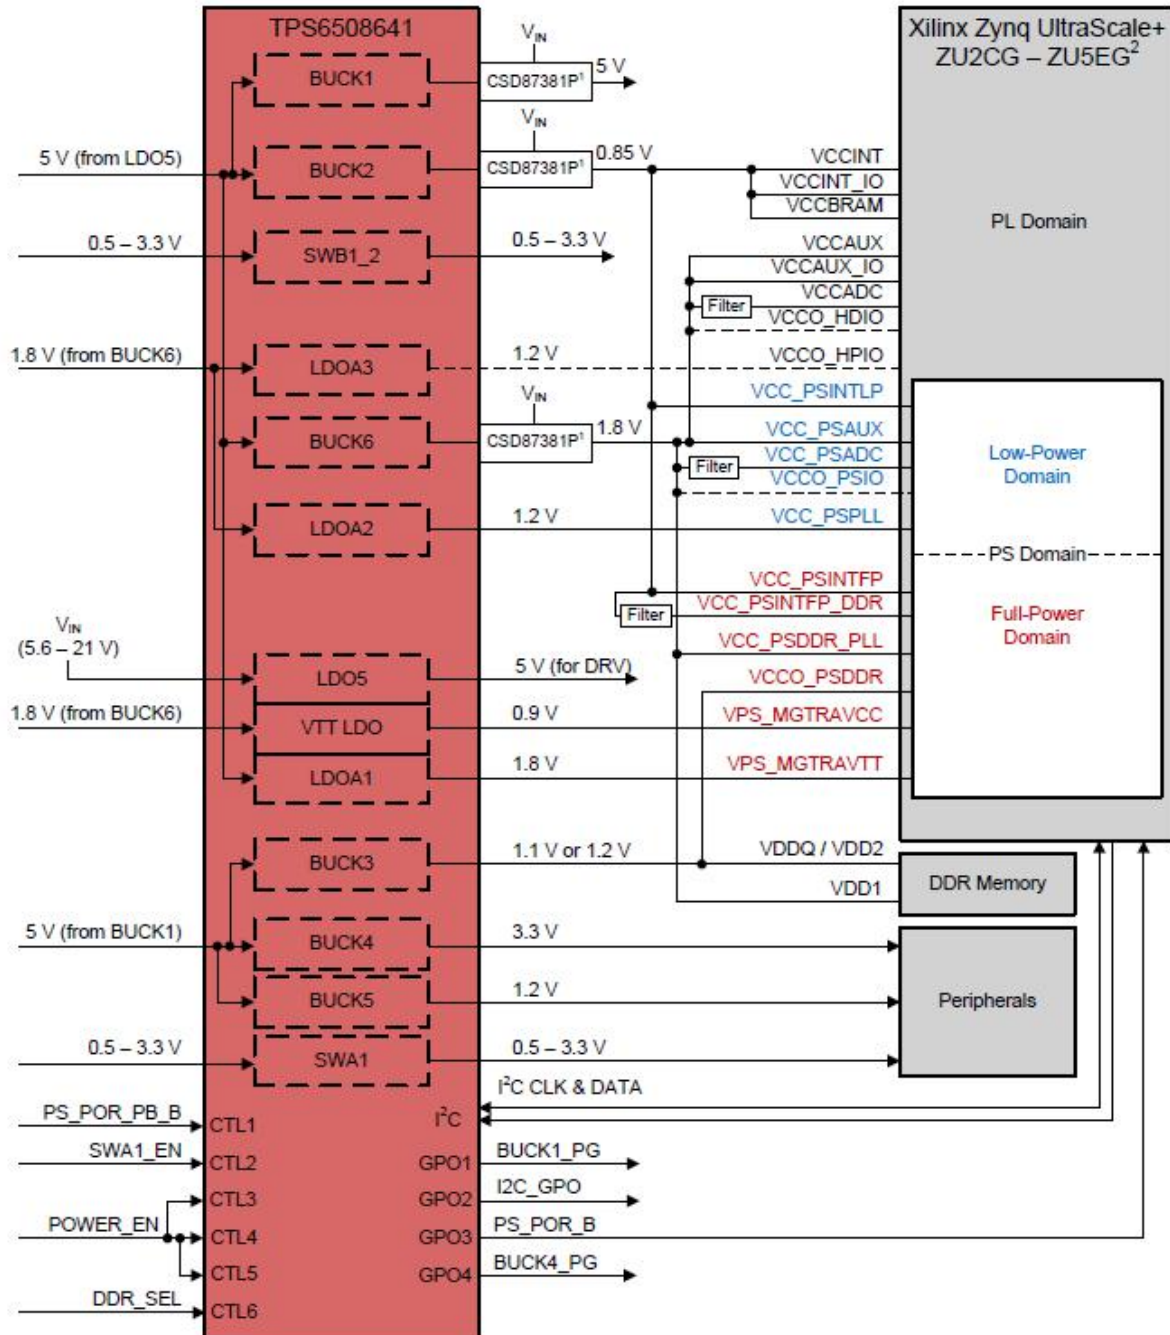 TPS6508641
Xilinx Zynq UltraScale+
ZU2CG – ZU5EG²
V_IN
BUCK1
CSD87381P¹
5 V
V_IN
5 V (from LDO5)
BUCK2
CSD87381P¹
0.85 V
VCCINT
VCCINT_IO
VCCBRAM
PL Domain
0.5 – 3.3 V
SWB1_2
0.5 – 3.3 V
VCCAUX
VCCAUX_IO
Filter
VCCADC
VCCO_HDIO
1.8 V (from BUCK6)
LDOA3
1.2 V
VCCO_HPIO
V_IN
VCC_PSINTLP
BUCK6
CSD87381P¹
1.8 V
VCC_PSAUX
Filter
VCC_PSADC
VCCO_PSIO
Low-Power
Domain
LDOA2
1.2 V
VCC_PSPLL
PS Domain
VCC_PSINTFP
Filter
VCC_PSINTFP_DDR
Full-Power
Domain
V_IN
(5.6 – 21 V)
LDO5
5 V (for DRV)
VCC_PSDDR_PLL
VCCO_PSDDR
1.8 V (from BUCK6)
VTT LDO
0.9 V
VPS_MGTRAVCC
LDOA1
1.8 V
VPS_MGTRAVTT
BUCK3
1.1 V or 1.2 V
VDDQ / VDD2
VDD1
DDR Memory
5 V (from BUCK1)
BUCK4
3.3 V
BUCK5
1.2 V
Peripherals
0.5 – 3.3 V
SWA1
0.5 – 3.3 V
I²C CLK & DATA
PS_POR_PB_B
CTL1
I²C
SWA1_EN
CTL2
GPO1
BUCK1_PG
CTL3
GPO2
I2C_GPO
POWER_EN
CTL4
GPO3
PS_POR_B
CTL5
GPO4
BUCK4_PG
DDR_SEL
CTL6